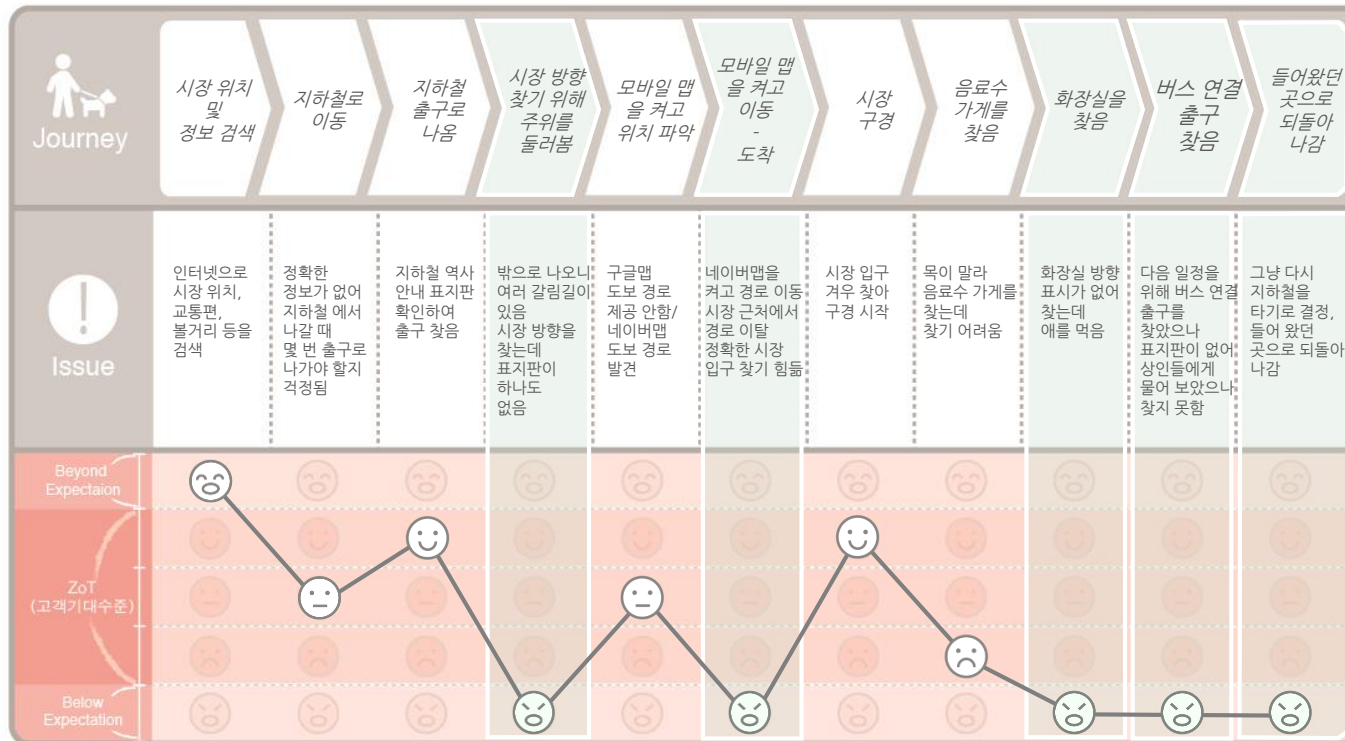 Journey
시장 위치
및
정보 검색
지하철로
이동
지하철
출구로
나옴
시장 방향
찾기 위해
주위를
둘러봄
모바일 맵
을 켜고
위치 파악
모바일 맵
을 켜고
이동
-
도착
시장
구경
음료수
가게를
찾음
화장실을
찾음
버스 연결
출구
찾음
들어왔던
곳으로
되돌아
나감
Issue
인터넷으로
시장 위치,
교통편,
볼거리 등을
검색
정확한
정보가 없어
지하철 에서
나갈 때
몇 번 출구로
나가야 할지
걱정됨
지하철 역사
안내 표지판
확인하여
출구 찾음
밖으로 나오니
여러 갈림길이
있음
시장 방향을
찾는데
표지판이
하나도
없음
구글맵
도보 경로
제공 안함/
네이버맵
도보 경로
발견
네이버맵을
켜고 경로 이동
시장 근처에서
경로 이탈
정확한 시장
입구 찾기 힘듦
시장 입구
겨우 찾아
구경 시작
목이 말라
음료수 가게를
찾는데
찾기 어려움
화장실 방향
표시가 없어
찾는데
애를 먹음
다음 일정을
위해 버스 연결
출구를
찾았으나
표지판이 없어
상인들에게
물어 보았으나
찾지 못함
그냥 다시
지하철을
타기로 결정,
들어 왔던
곳으로 되돌아
나감
Beyond
Expectaion
ZoT
(고객기대수준)
Below
Expectation